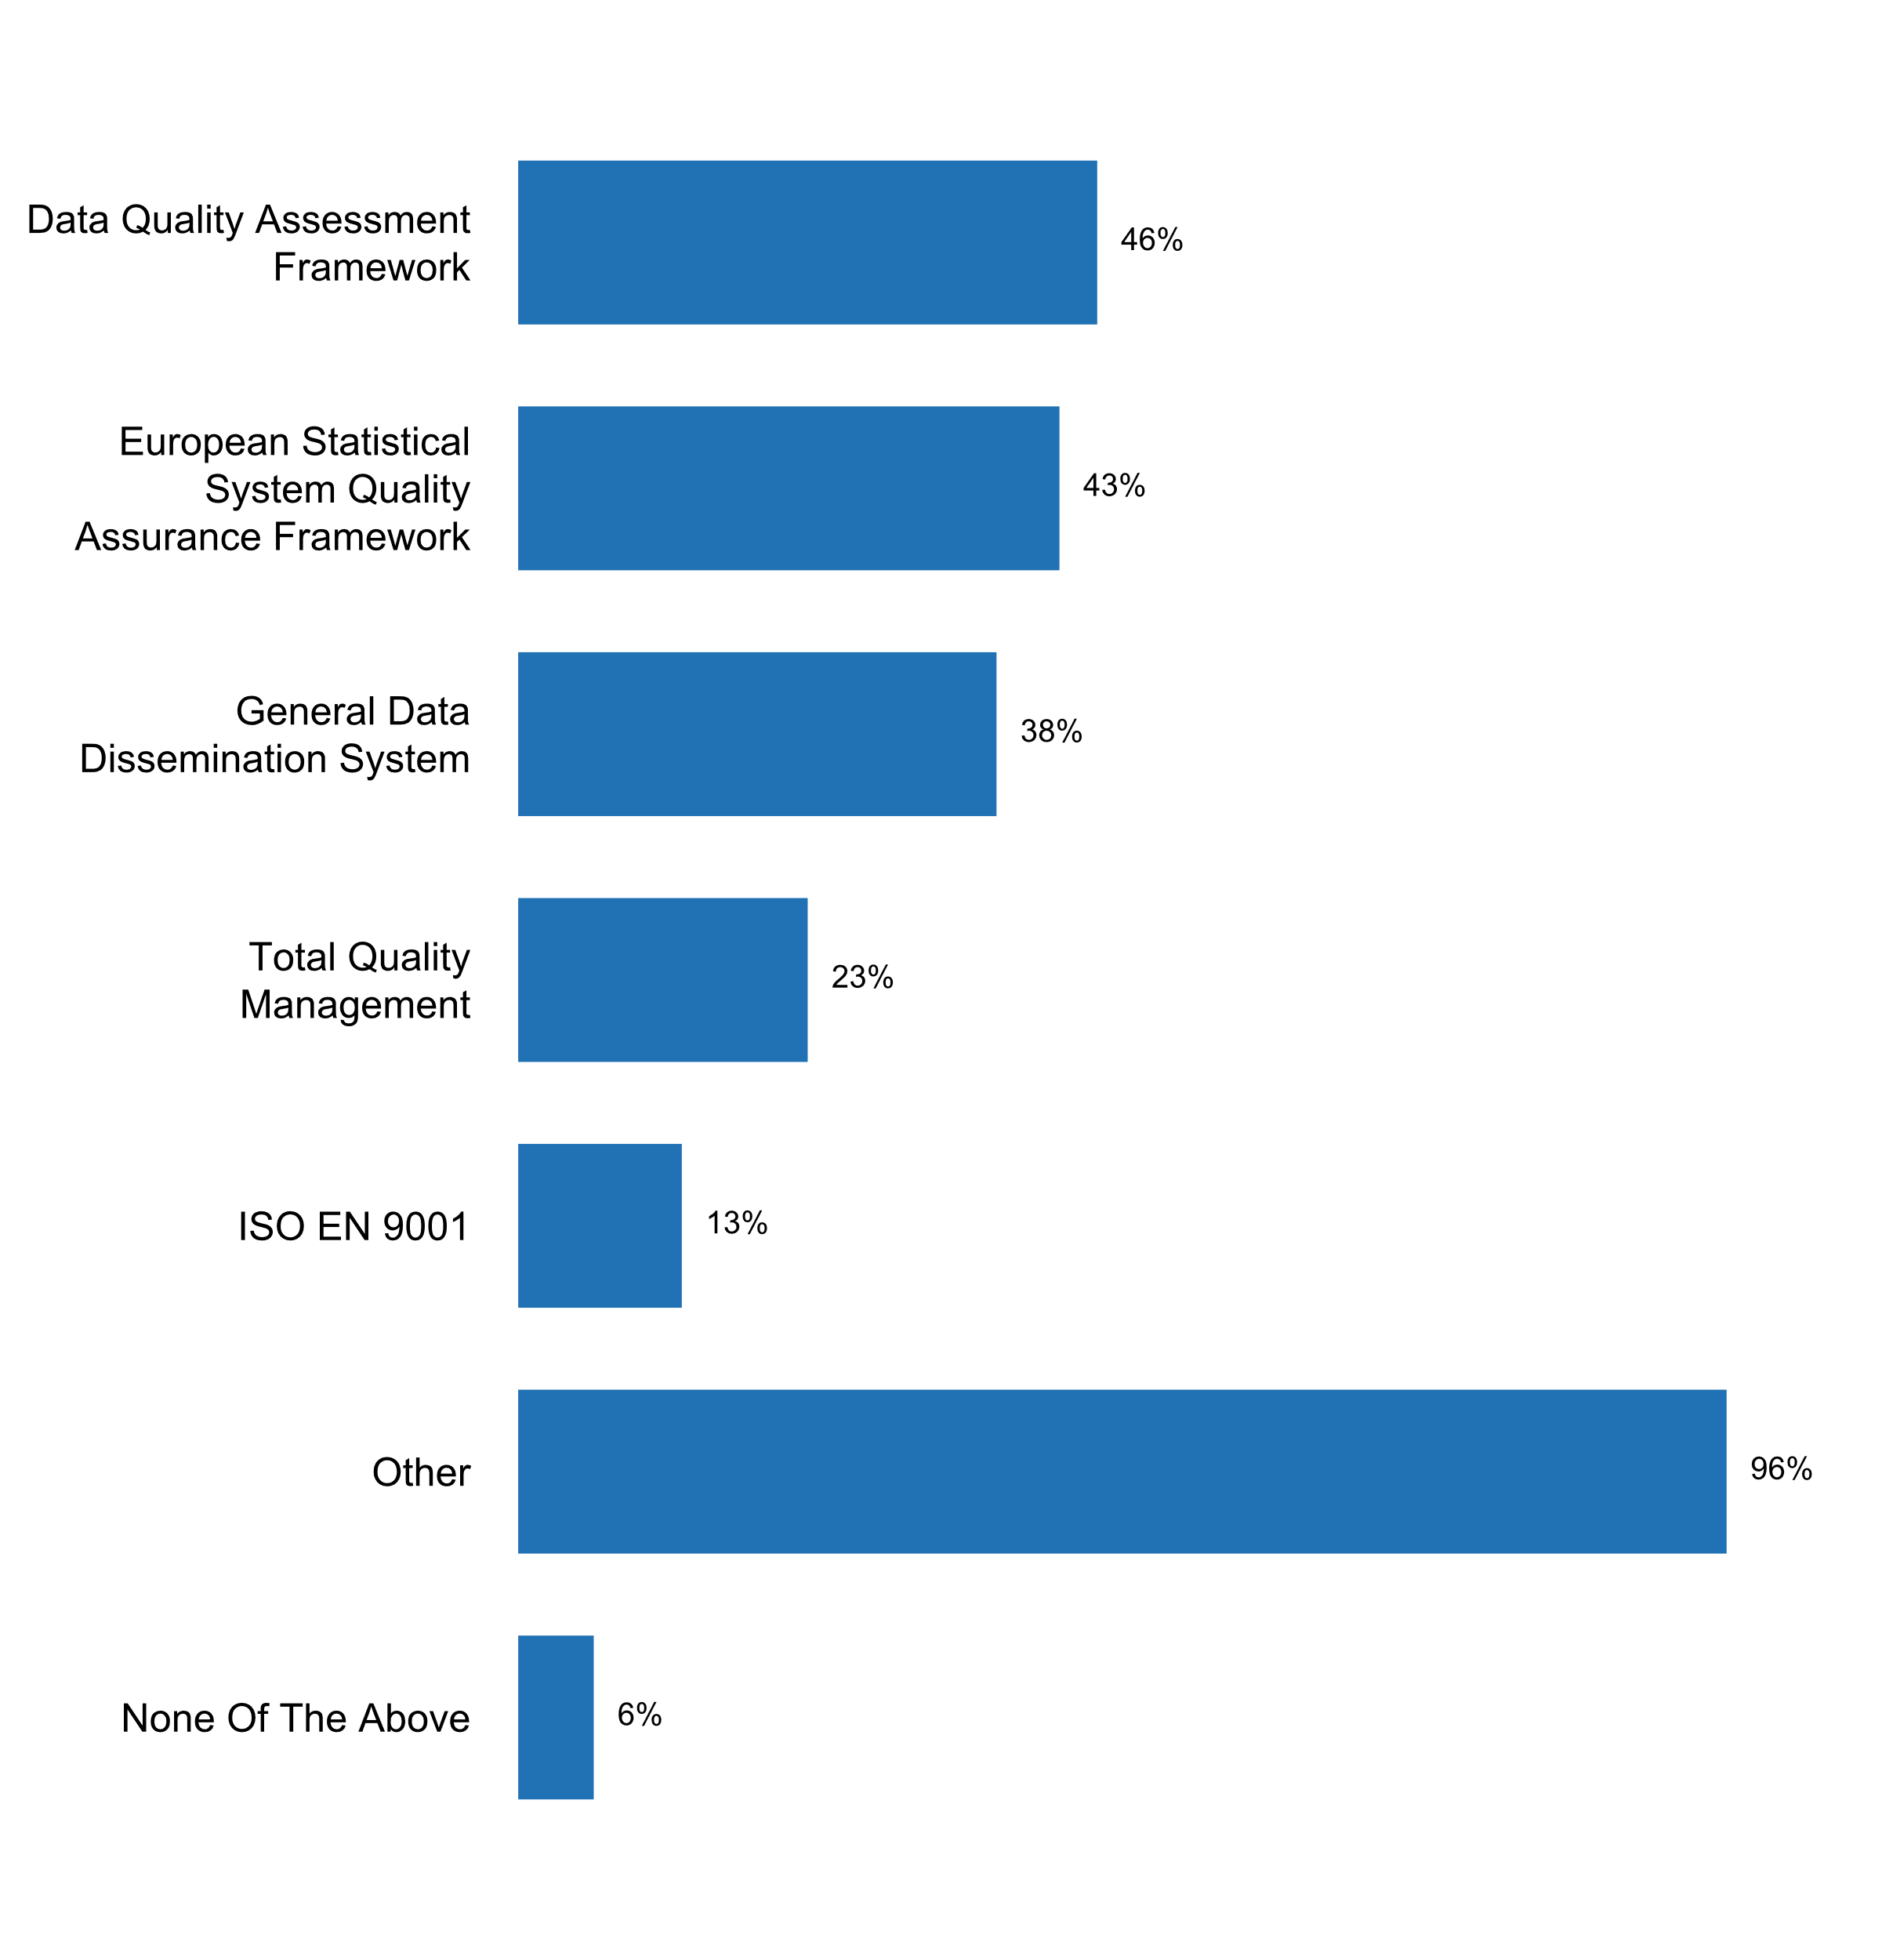 Data Quality Assessment
Framework
46%
European Statistical
System Quality
Assurance Framework
43%
General Data
Dissemination System
38%
Total Quality
Management
23%
ISO EN 9001
13%
Other
96%
None Of The Above
6%